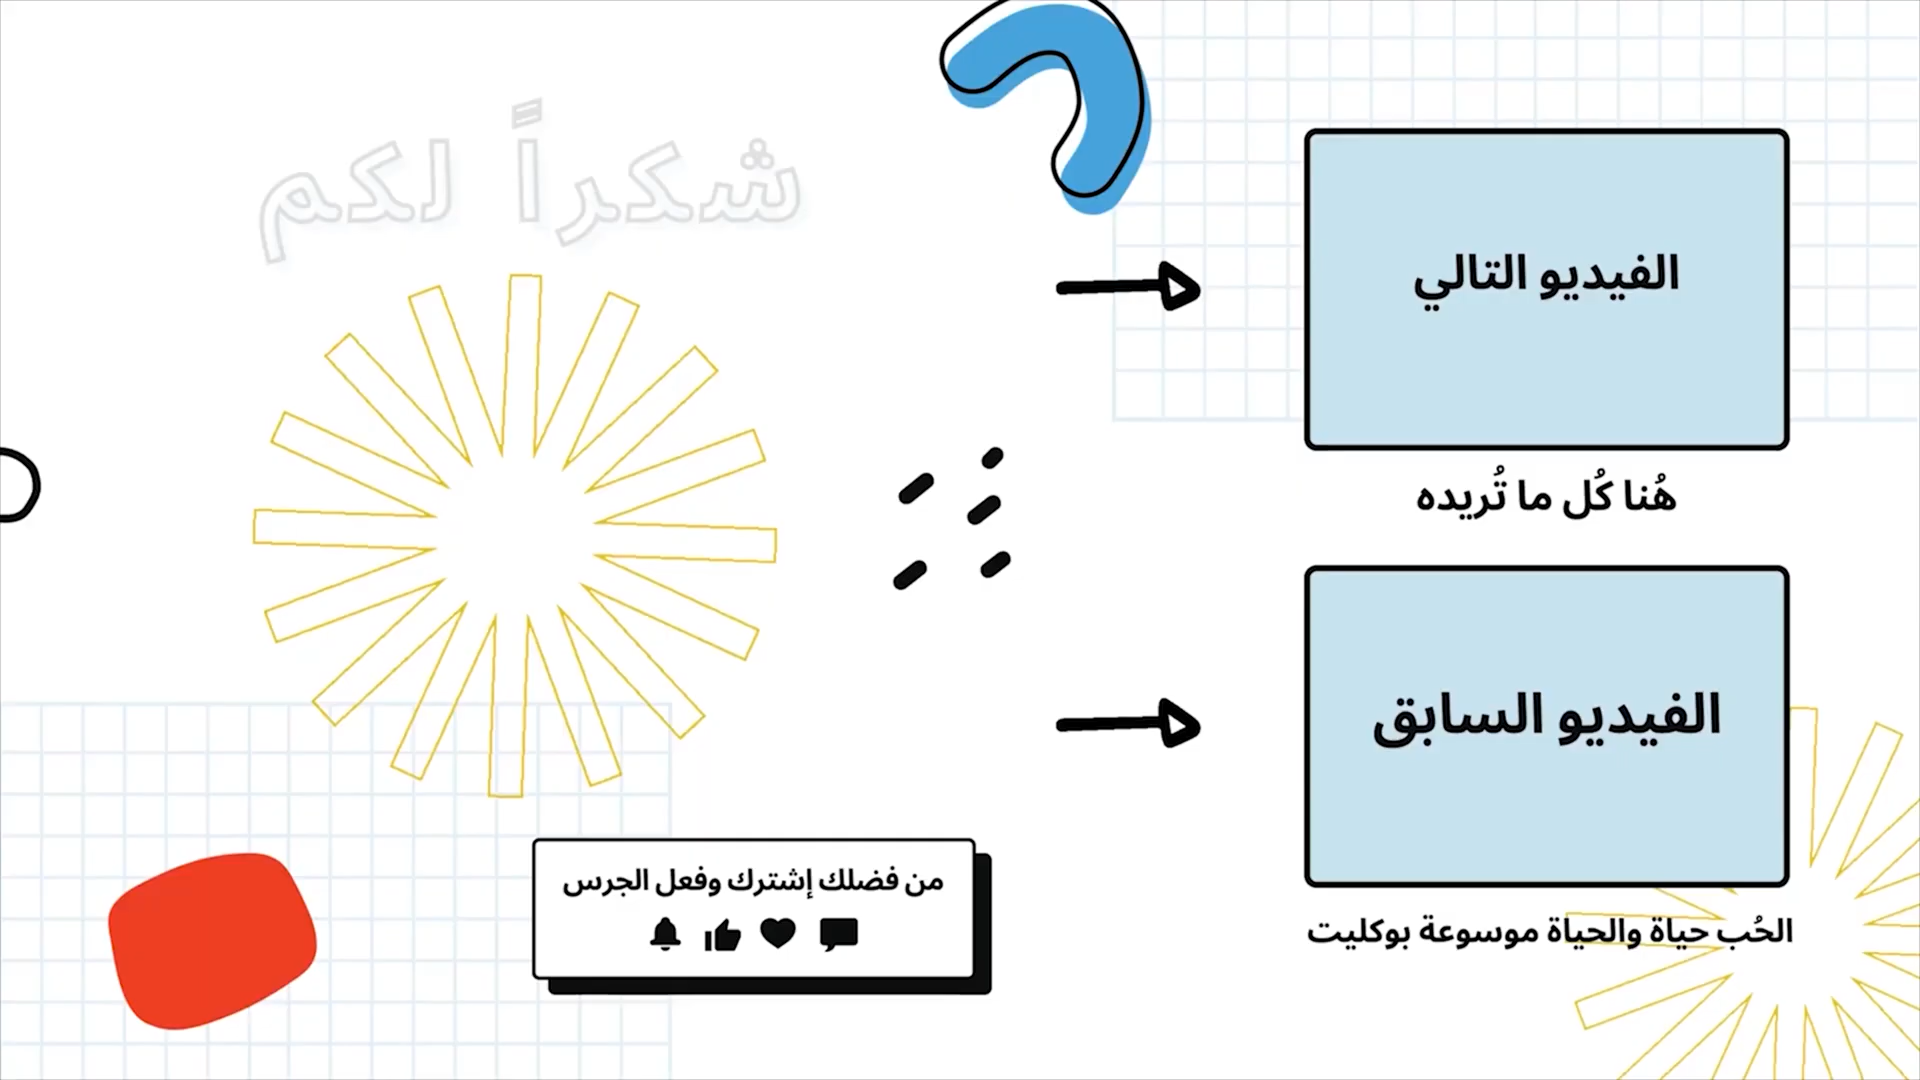 شكراً لكم
الفيديو التالي
هُنا كُل ما تُريده
الفيديو السابق
الحُب حياة والحياة موسوعة بوكليت
من فضلك إشترك وفعل الجرس